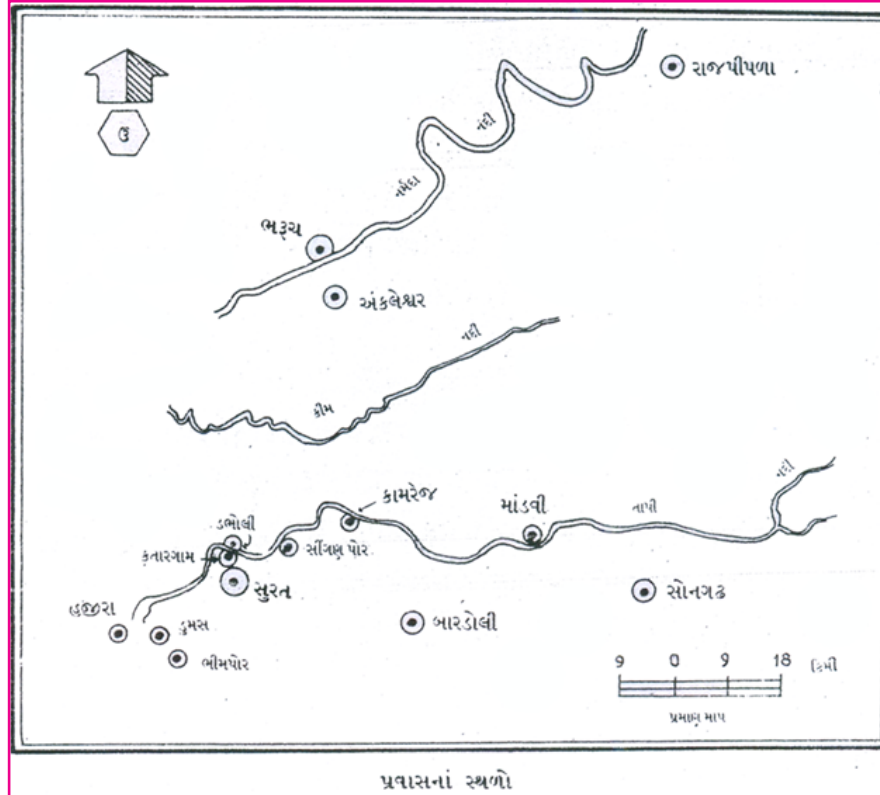 રાજપીપળા
ઉ
નદી
નર્મદા
ભરૂચ
અંકલેશ્વર
નદી
કીમ
નદી
કામરેજ
માંડવી
તાપી
ડભોલી
સીંગણ પોર
કતારગામ
સુરત
સોનગઢ
હજીરા
ડુમસ
બારડોલી
ભીમપોર
9 0 9 18 કિમી
પ્રમાણ માપ
પ્રવાસનાં સ્થળો